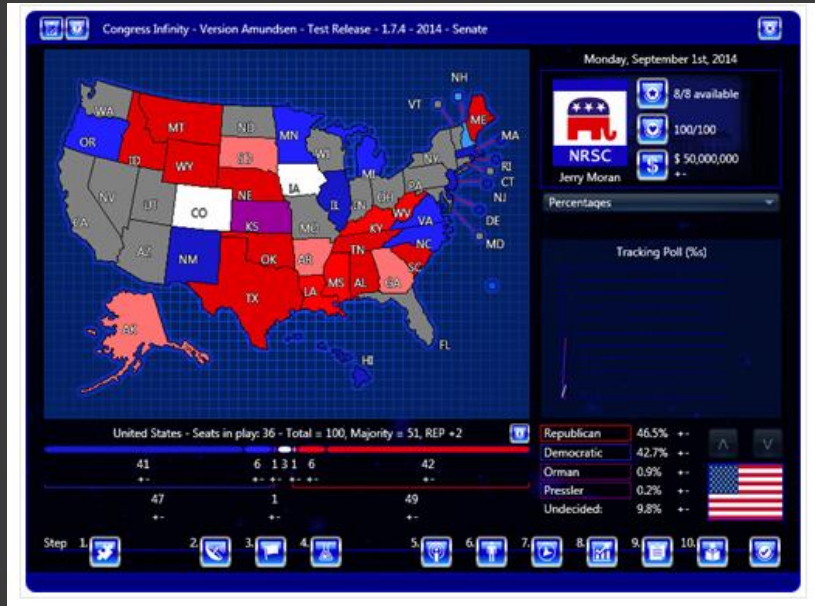 Congress Infinity - Version Amundsen - Test Release - 1.7.4 - 2014 - Senate
Monday, September 1st, 2014
8/8 available
100/100
NRSC
$ 50,000,000
+-
Jerry Moran
Percentages
Tracking Poll (%s)
NH
VT
WA
ME
MT
ND
MN
OR
MA
ID
SD
WI
WY
MI
NY
RI
CT
NE
IA
PA
NJ
NV
IL
IN
OH
UT
CO
WV
DE
CA
KS
MO
KY
VA
MD
AZ
NM
OK
AR
TN
NC
SC
TX
LA
MS
AL
GA
AK
FL
HI
United States - Seats in play: 36 - Total = 100, Majority = 51, REP +2
41 6 1 3 1 6 42
+- +- +- +- +- +- +-
47 1 49
+- +-
Republican 46.5% +-
Democratic 42.7% +-
Orman 0.9% +-
Pressler 0.2% +-
Undecided: 9.8% +-
Step 1. 2. 3. 4. 5. 6. 7. 8. 9. 10.